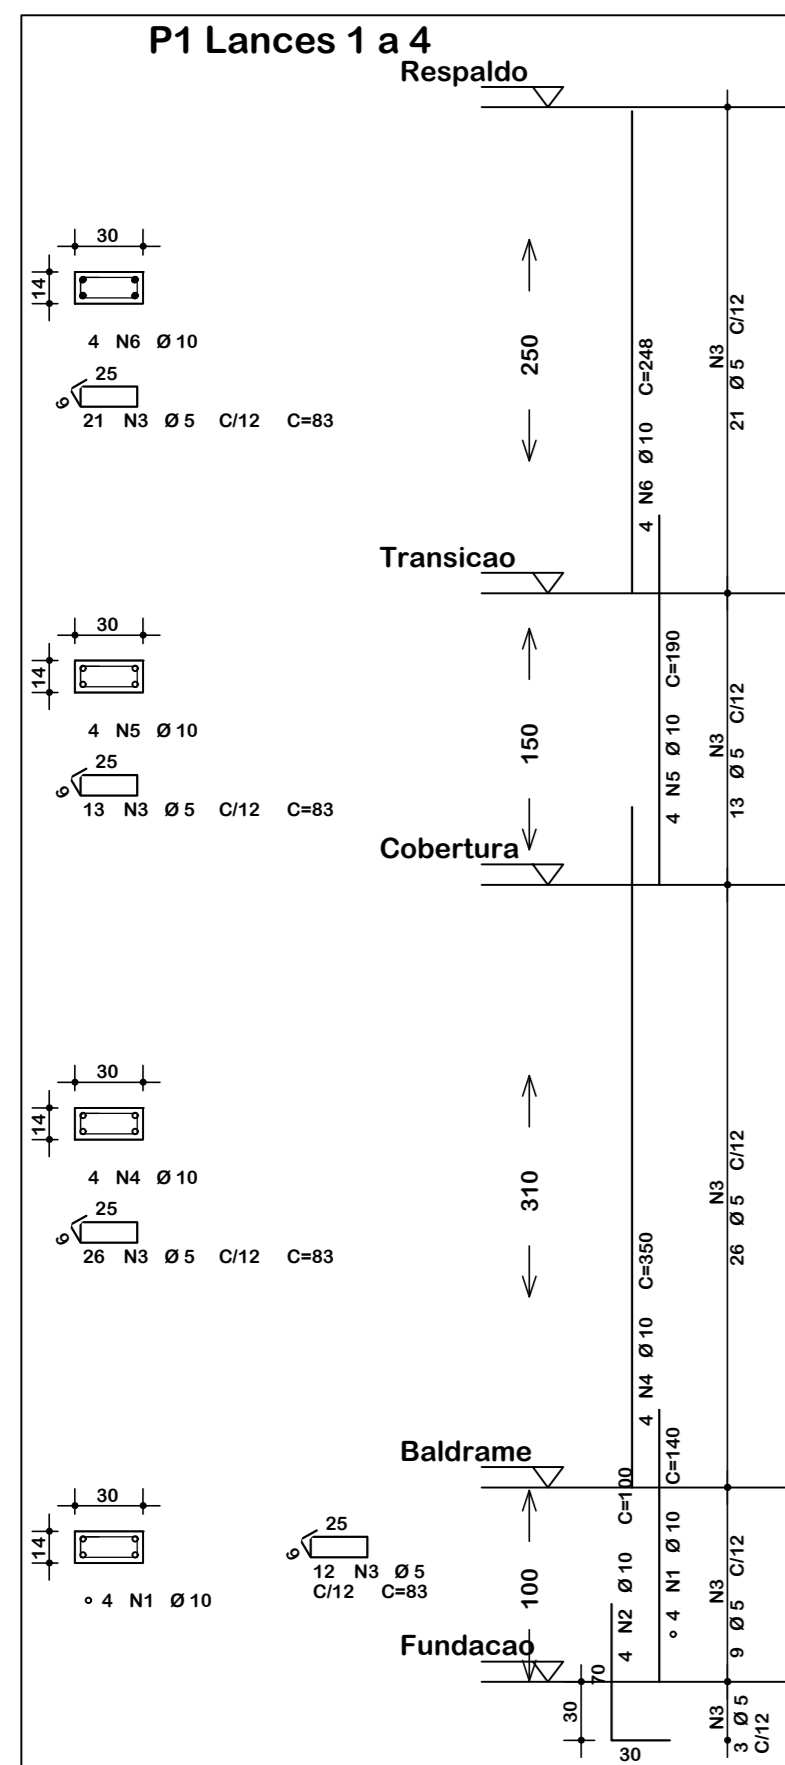 P1 Lances 1 a 4
Respaldo
30
14
4 N6 Ø 10
25
9
21 N3 Ø 5 C/12 C=83
250
4 N6 Ø 10 C=248
N3
21 Ø 5 C/12
Transicao
30
14
4 N5 Ø 10
25
9
13 N3 Ø 5 C/12 C=83
150
4 N5 Ø 10 C=190
N3
13 Ø 5 C/12
Cobertura
30
14
4 N4 Ø 10
25
9
26 N3 Ø 5 C/12 C=83
310
4 N4 Ø 10 C=350
N3
26 Ø 5 C/12
Baldrame
30
14
4 N1 Ø 10
25
9
12 N3 Ø 5
C/12 C=83
100
4 N2 Ø 10 C=100
4 N1 Ø 10 C=140
N3
9 Ø 5 C/12
Fundacao
70
30
30
N3
3 Ø 5
C/12